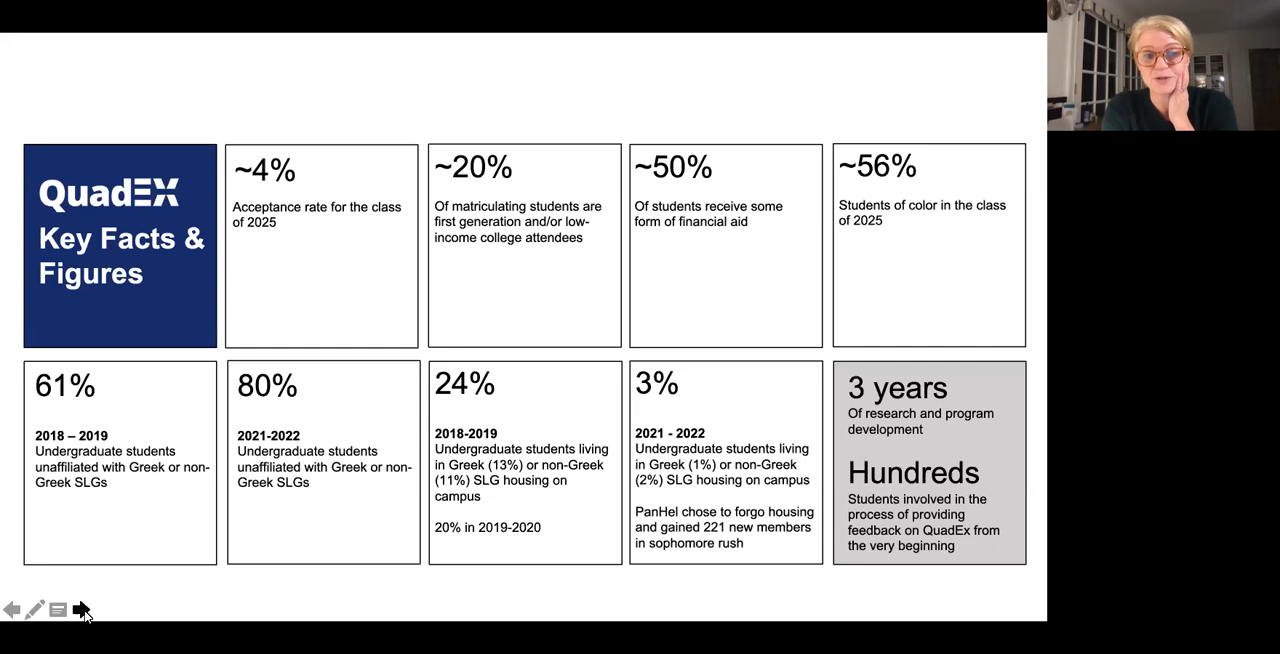 QuadEX
Key Facts &
Figures
~4%
Acceptance rate for the class
of 2025
~20%
Of matriculating students are
first generation and/or low-
income college attendees
~50%
Of students receive some
form of financial aid
~56%
Students of color in the class
of 2025
61%
2018 – 2019
Undergraduate students
unaffiliated with Greek or non-
Greek SLGs
80%
2021-2022
Undergraduate students
unaffiliated with Greek or non-
Greek SLGs
24%
2018-2019
Undergraduate students living
in Greek (13%) or non-Greek
(11%) SLG housing on
campus
20% in 2019-2020
3%
2021 - 2022
Undergraduate students living
in Greek (1%) or non-Greek
(2%) SLG housing on campus
PanHel chose to forgo housing
and gained 221 new members
in sophomore rush
3 years
Of research and program
development
Hundreds
Students involved in the
process of providing
feedback on QuadEx from
the very beginning